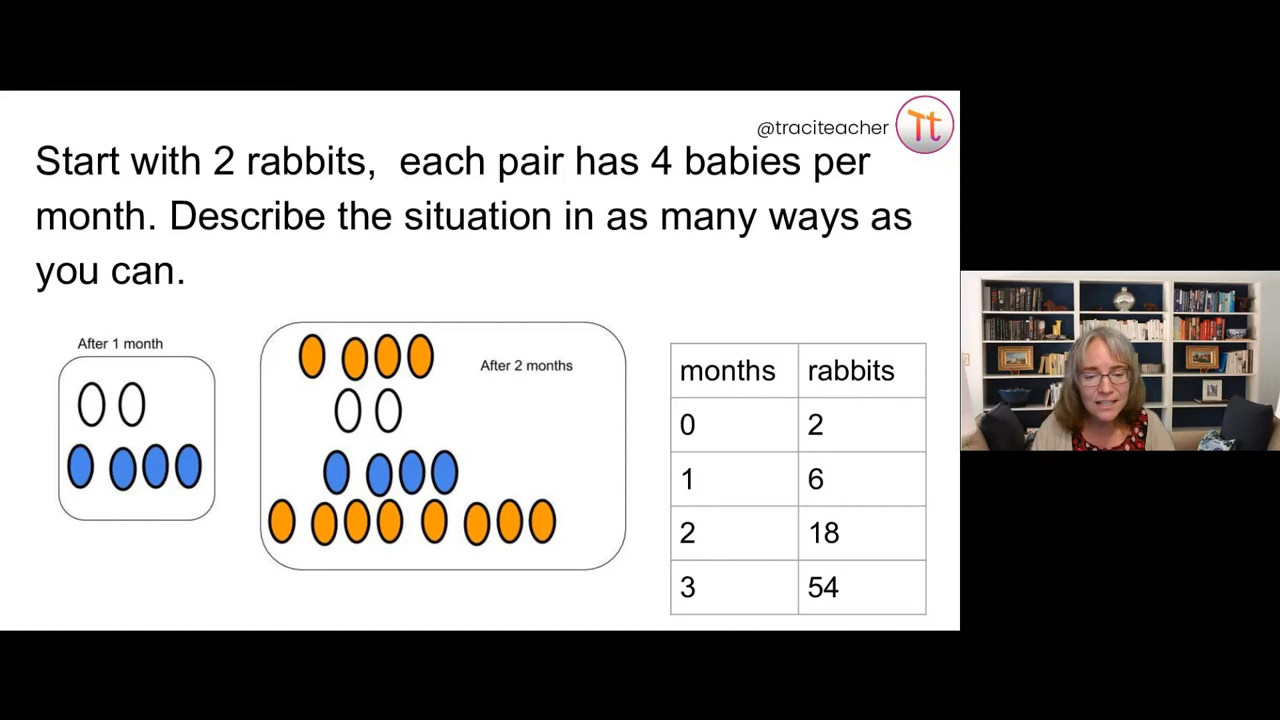 @traciteacher
Tt
Start with 2 rabbits, each pair has 4 babies per
month. Describe the situation in as many ways as
you can.
After 1 month
After 2 months
months rabbits
0 2
1 6
2 18
3 54